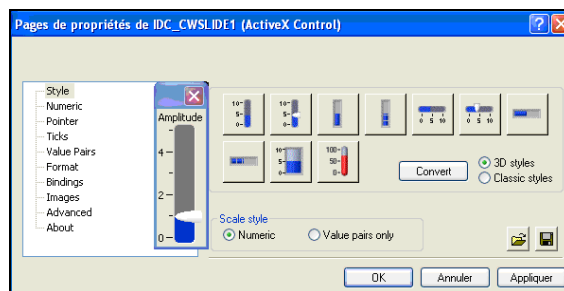 Pages de propriétés de IDC_CWSLIDE1 (ActiveX Control)
Style
Numeric
Pointer
Ticks
Value Pairs
Format
Bindings
Images
Advanced
About
Amplitude
4
2
0
10
5
0
10
5
0
0 5 10
0 5 10
10
5
0
100
50
0
Convert
3D styles
Classic styles
Scale style
Numeric
Value pairs only
OK
Annuler
Appliquer